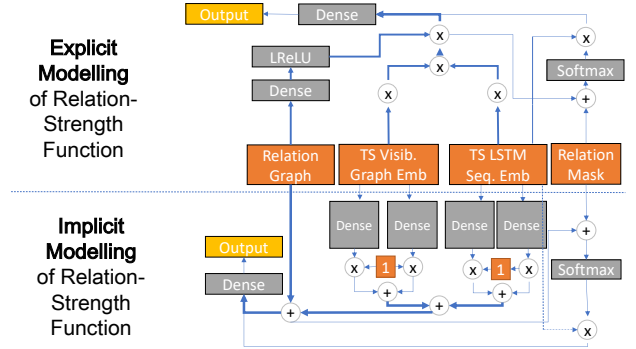 Output
Dense
x
Explicit
Modelling
of Relation-
Strength
Function
LReLU
x
x
Dense
x
x
Softmax
+
Relation
Graph
TS Visib.
Graph Emb
TS LSTM
Seq. Emb
Relation
Mask
Implicit
Modelling
of Relation-
Strength
Function
Dense
Dense
Dense
Dense
+
Output
x
1
x
x
1
x
Softmax
Dense
+
+
+
+
x